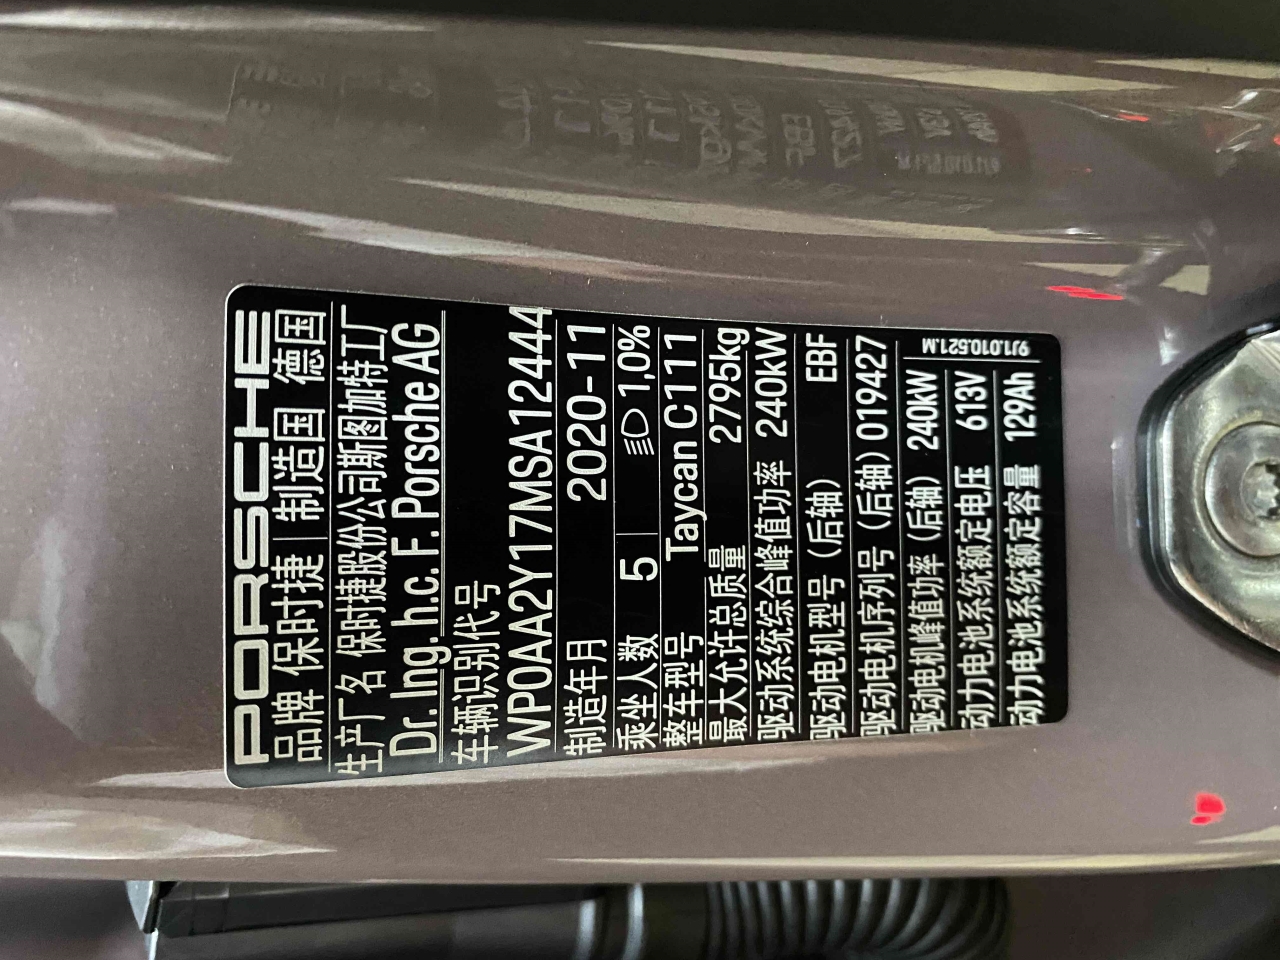 PORSCHE
品牌 保时捷 制造国 德国
生产厂名 保时捷股份公司斯图加特工厂
Dr. Ing. h.c. F. Porsche AG
车辆识别代号
WP0AA2Y17MSA12444
制造年月 2020-11
乘坐人数 5 1,0%
整车型号 Taycan C111
最大允许总质量 2795kg
驱动系统综合峰值功率 240kW
驱动电机型号（后轴） EBF
驱动电机序列号（后轴）019427
驱动电机峰值功率（后轴） 240kW
动力电池系统额定电压 613V
动力电池系统额定容量 129Ah
9J1.010.521.M